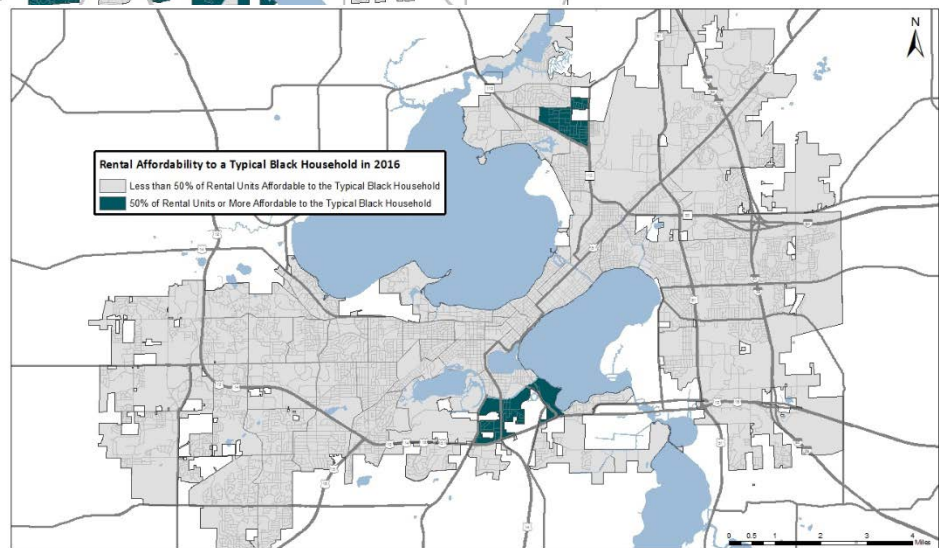 N
113
Rental Affordability to a Typical Black Household in 2016
Less than 50% of Rental Units Affordable to the Typical Black Household
50% of Rental Units or More Affordable to the Typical Black Household
0 0.5 1 2 3 4
Miles